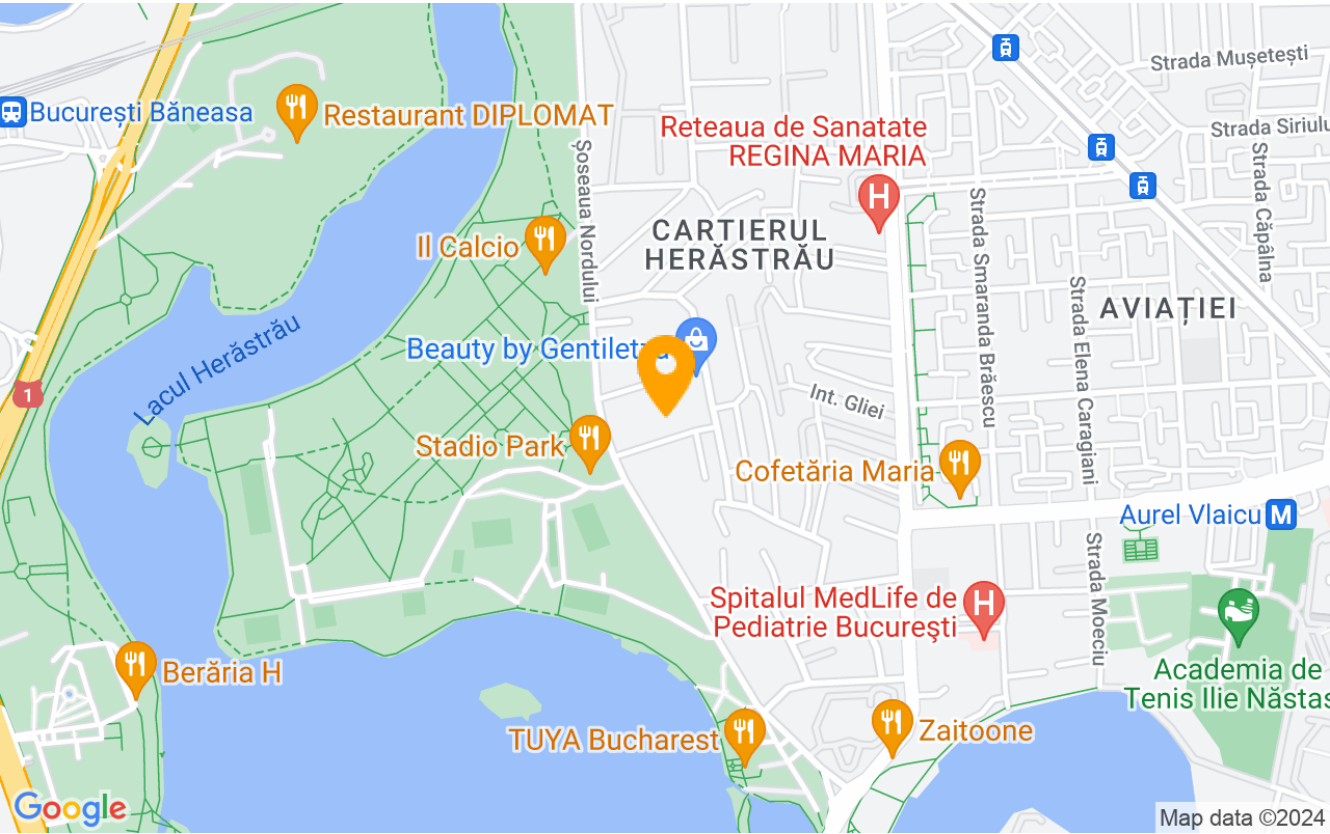 Strada Mușetești
București Băneasa
Restaurant DIPLOMAT
Reteaua de Sanatate
REGINA MARIA
Strada Siriulu
Șoseaua Nordului
Strada Căpâlna
Strada Smaranda Brăescu
Il Calcio
CARTIERUL
HERĂSTRĂU
Strada Elena Caragiani
AVIAȚIEI
Lacul Herăstrău
Beauty by Gentiletz
1
Int. Gliei
Stadio Park
Cofetăria Maria
Aurel Vlaicu M
Strada Moeciu
Spitalul MedLife de
Pediatrie Bucureşti
Berăria H
Academia de
Tenis Ilie Năstas
TUYA Bucharest
Zaitoone
Google
Map data ©2024